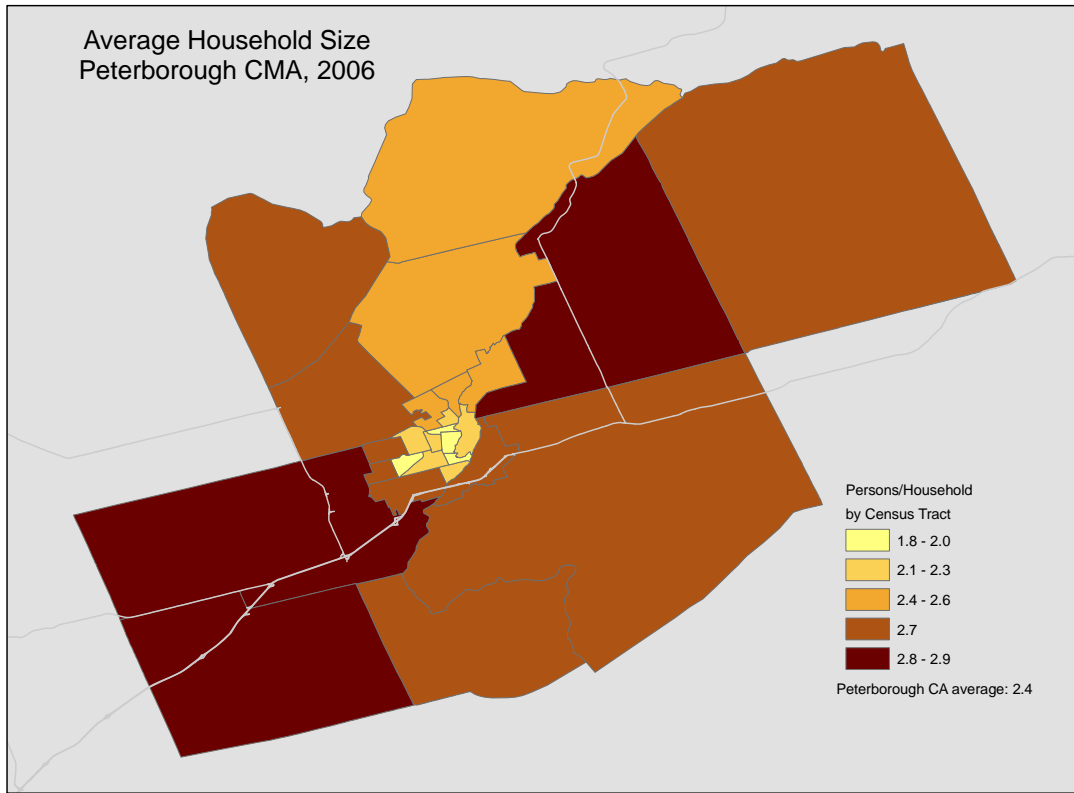 Average Household Size
Peterborough CMA, 2006
Persons/Household
by Census Tract
1.8 - 2.0
2.1 - 2.3
2.4 - 2.6
2.7
2.8 - 2.9
Peterborough CA average: 2.4